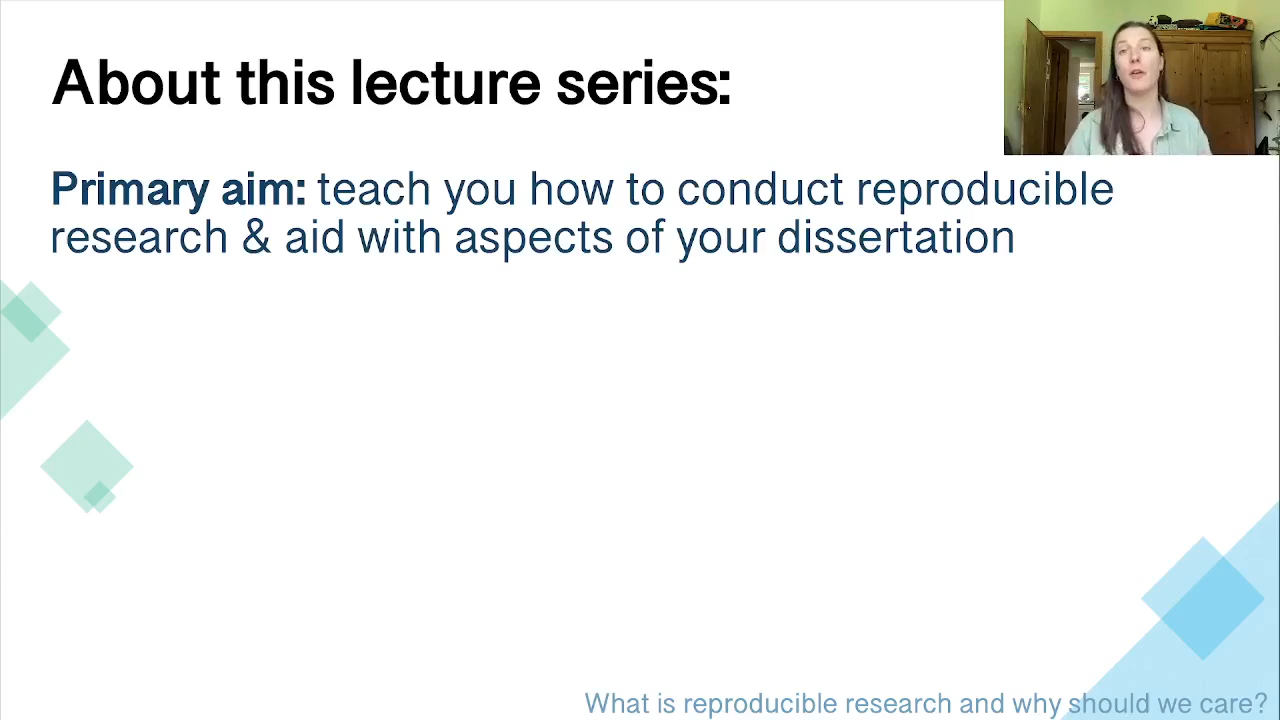 About this lecture series:
Primary aim: teach you how to conduct reproducible
research & aid with aspects of your dissertation
What is reproducible research and why should we care?